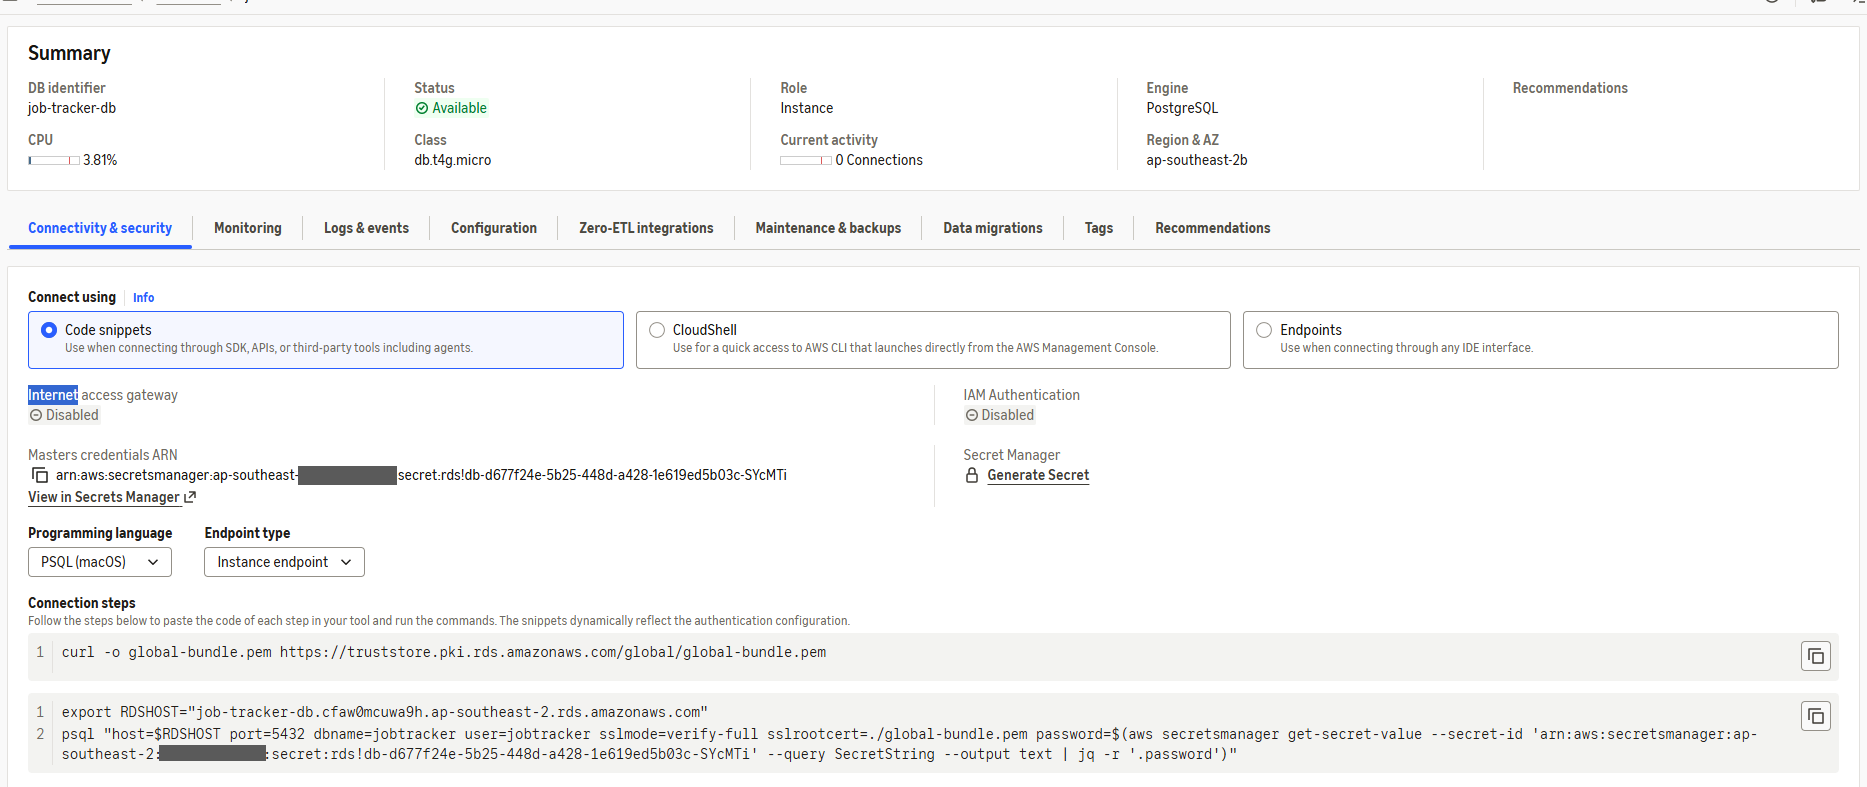 Summary
DB identifier
job-tracker-db
Status
Available
Role
Instance
Engine
PostgreSQL
Recommendations
CPU
3.81%
Class
db.t4g.micro
Current activity
0 Connections
Region & AZ
ap-southeast-2b
Connectivity & security
Monitoring
Logs & events
Configuration
Zero-ETL integrations
Maintenance & backups
Data migrations
Tags
Recommendations
Connect using Info
Code snippets
Use when connecting through SDK, APIs, or third-party tools including agents.
CloudShell
Use for a quick access to AWS CLI that launches directly from the AWS Management Console.
Endpoints
Use when connecting through any IDE interface.
Internet access gateway
Disabled
IAM Authentication
Disabled
Masters credentials ARN
arn:aws:secretsmanager:ap-southeast- secret:rds!db-d677f24e-5b25-448d-a428-1e619ed5b03c-SYcMTi
View in Secrets Manager
Secret Manager
Generate Secret
Programming language
PSQL (macOS)
Endpoint type
Instance endpoint
Connection steps
Follow the steps below to paste the code of each step in your tool and run the commands. The snippets dynamically reflect the authentication configuration.
1 curl -o global-bundle.pem https://truststore.pki.rds.amazonaws.com/global/global-bundle.pem
1 export RDSHOST="job-tracker-db.cfaw0mcuwa9h.ap-southeast-2.rds.amazonaws.com"
2 psql "host=$RDSHOST port=5432 dbname=jobtracker user=jobtracker sslmode=verify-full sslrootcert=./global-bundle.pem password=$(aws secretsmanager get-secret-value --secret-id 'arn:aws:secretsmanager:ap-
southeast-2: :secret:rds!db-d677f24e-5b25-448d-a428-1e619ed5b03c-SYcMTi' --query SecretString --output text | jq -r '.password')"